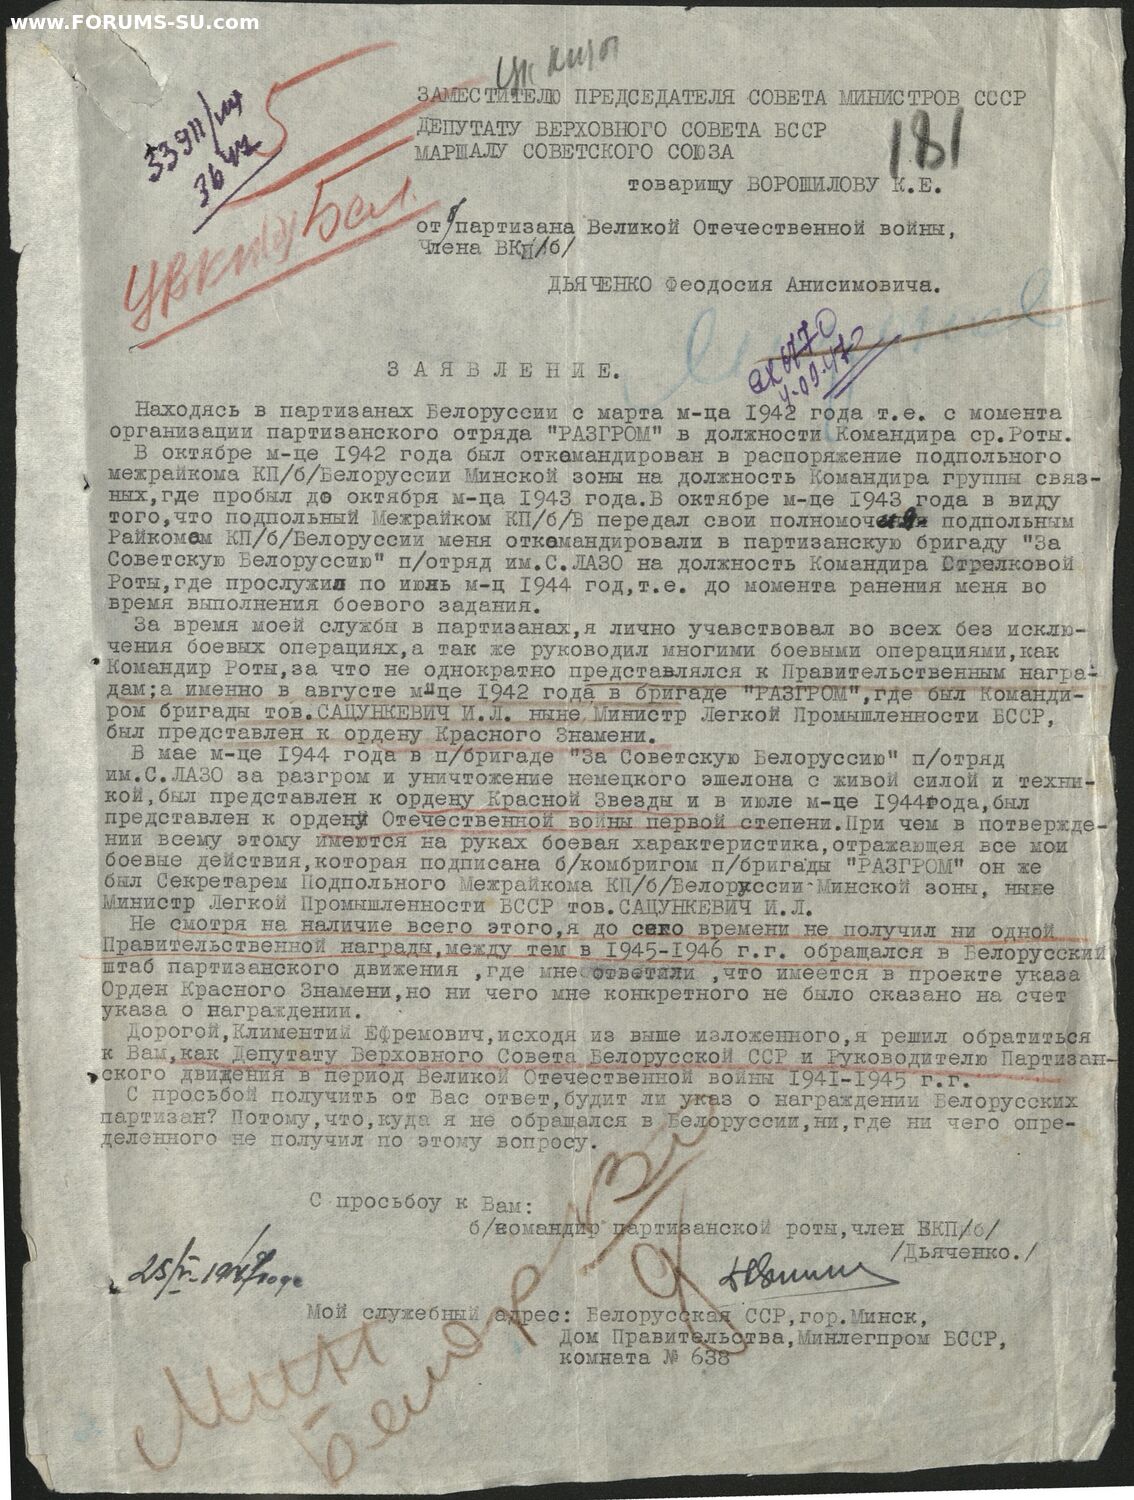 www.FORUMS-SU.com
5
181
ЗАМЕСТИТЕЛЮ ПРЕДСЕДАТЕЛЯ СОВЕТА МИНИСТРОВ СССР
ДЕПУТАТУ ВЕРХОВНОГО СОВЕТА БССР
МАРШАЛУ СОВЕТСКОГО СОЮЗА
товарищу ВОРОШИЛОВУ К.Е.
от б/партизана Великой Отечественной войны,
Члена ВКП/б/
ДЬЯЧЕНКО Феодосия Анисимовича.
ЗАЯВЛЕНИЕ.
Находясь в партизанах Белоруссии с марта м-ца 1942 года т.е. с момента
организации партизанского отряда "РАЗГРОМ" в должности Командира ср.Роты.
В октябре м-це 1942 года был откомандирован в распоряжение подпольного
межрайкома КП/б/Белоруссии Минской зоны на должность Командира группы связ-
ных,где пробыл до октября м-ца 1943 года.В октябре м-це 1943 года в виду
того,что подпольный Межрайком КП/б/Б передал свои полномочия подпольным
Райкомам КП/б/Белоруссии меня откамандировали в партизанскую бригаду "За
Советскую Белоруссию" п/отряд им.С.ЛАЗО на должность Командира Стрелковой
Роты,где прослужил по июль м-ц 1944 год,т.е. до момента ранения меня во
время выполнения боевого задания.
За время моей службы в партизанах,я лично учавствовал во всех без исклю-
чения боевых операциях,а так же руководил многими боевыми операциями,как
Командир Роты,за что не однократно представлялся к Правительственным награ-
дам;а именно в августе м-це 1942 года в бригаде "РАЗГРОМ",где был Команди-
ром бригады тов.САЦУНКЕВИЧ И.Л. ныне Министр Легкой Промышленности БССР,
был представлен к ордену Красного Знамени.
В мае м-це 1944 года в п/бригаде "За Советскую Белоруссию" п/отряд
им.С.ЛАЗО за разгром и уничтожение немецкого эшелона с живой силой и техни-
кой,был представлен к ордену Красной Звезды и в июле м-це 1944года,был
представлен к ордену Отечественной войны первой степени.При чем в потвержде-
нии всему этому имеются на руках боевая характеристика,отражающея все мои
боевые действия,которая подписана б/комбригом п/бригады "РАЗГРОМ" он же
был Секретарем Подпольного Межрайкома КП/б/Белоруссии Минской зоны, ныне
Министр Легкой Промышленности БССР тов.САЦУНКЕВИЧ И.Л.
Не смотря на наличие всего этого,я до сего времени не получил ни одной
Правительственной награды,между тем в 1945-1946 г.г. обращался в Белорусский
штаб партизанского движения ,где мне ответили ,что имеется в проекте указа
Орден Красного Знамени,но ни чего мне конкретного не было сказано на счет
указа о награждении.
Дорогой,Климентий Ефремович,исходя из выше изложенного,я решил обратиться
к Вам,как Депутату Верховного Совета Белорусской ССР и Руководителю Партизан-
ского движения в период Великой Отечественной войны 1941-1945 г.г.
С просьбой получить от Вас ответ,будит ли указ о награждении Белорусских
партизан? Потому,что,куда я не обращался в Белоруссии,ни,где ни чего опре-
деленного не получил по этому вопросу.
С просьбоу к Вам:
б/командир партизанской роты,член ВКП/б/
/Дьяченко./
Мой служебный адрес: Белорусская ССР,гор.Минск,
Дом Правительства,Минлегпром БССР,
комната № 638